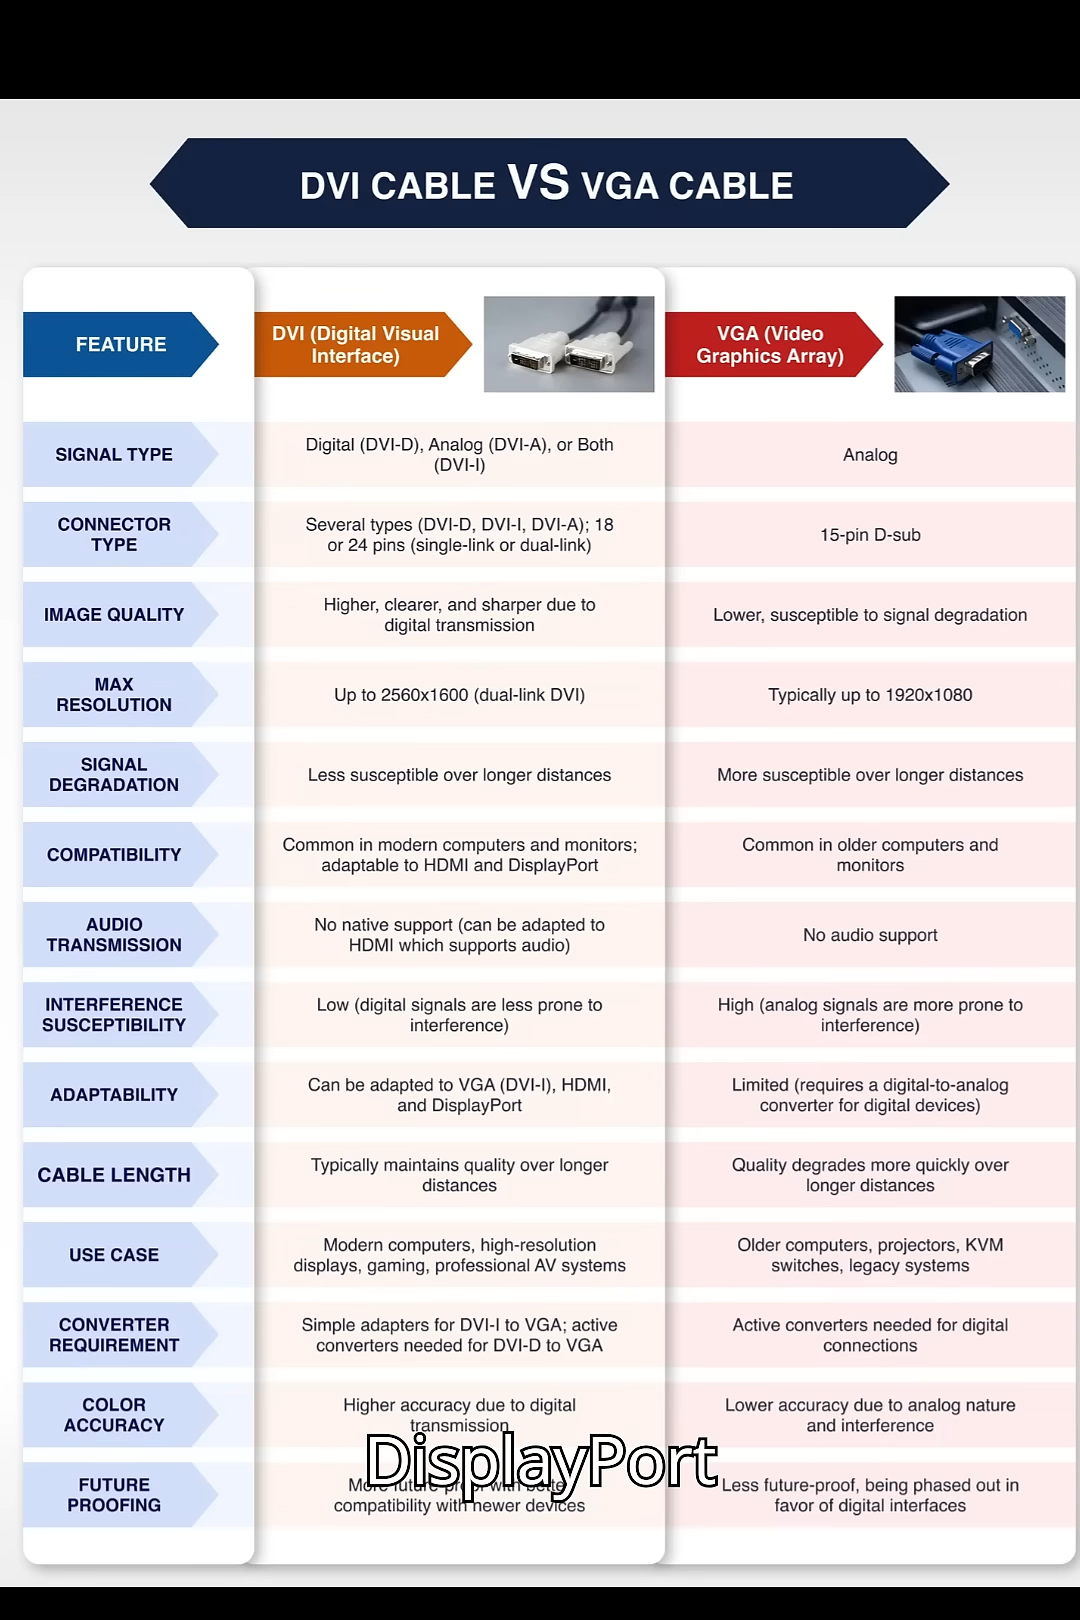 DVI CABLE VS VGA CABLE
FEATURE
DVI (Digital Visual
Interface)
VGA (Video
Graphics Array)
SIGNAL TYPE
Digital (DVI-D), Analog (DVI-A), or Both
(DVI-I)
Analog
CONNECTOR
TYPE
Several types (DVI-D, DVI-I, DVI-A); 18
or 24 pins (single-link or dual-link)
15-pin D-sub
IMAGE QUALITY
Higher, clearer, and sharper due to
digital transmission
Lower, susceptible to signal degradation
MAX
RESOLUTION
Up to 2560x1600 (dual-link DVI)
Typically up to 1920x1080
SIGNAL
DEGRADATION
Less susceptible over longer distances
More susceptible over longer distances
COMPATIBILITY
Common in modern computers and monitors;
adaptable to HDMI and DisplayPort
Common in older computers and
monitors
AUDIO
TRANSMISSION
No native support (can be adapted to
HDMI which supports audio)
No audio support
INTERFERENCE
SUSCEPTIBILITY
Low (digital signals are less prone to
interference)
High (analog signals are more prone to
interference)
ADAPTABILITY
Can be adapted to VGA (DVI-I), HDMI,
and DisplayPort
Limited (requires a digital-to-analog
converter for digital devices)
CABLE LENGTH
Typically maintains quality over longer
distances
Quality degrades more quickly over
longer distances
USE CASE
Modern computers, high-resolution
displays, gaming, professional AV systems
Older computers, projectors, KVM
switches, legacy systems
CONVERTER
REQUIREMENT
Simple adapters for DVI-I to VGA; active
converters needed for DVI-D to VGA
Active converters needed for digital
connections
COLOR
ACCURACY
Higher accuracy due to digital
transmission
Lower accuracy due to analog nature
and interference
DisplayPort
FUTURE
PROOFING
More future-proof with better
compatibility with newer devices
Less future-proof, being phased out in
favor of digital interfaces